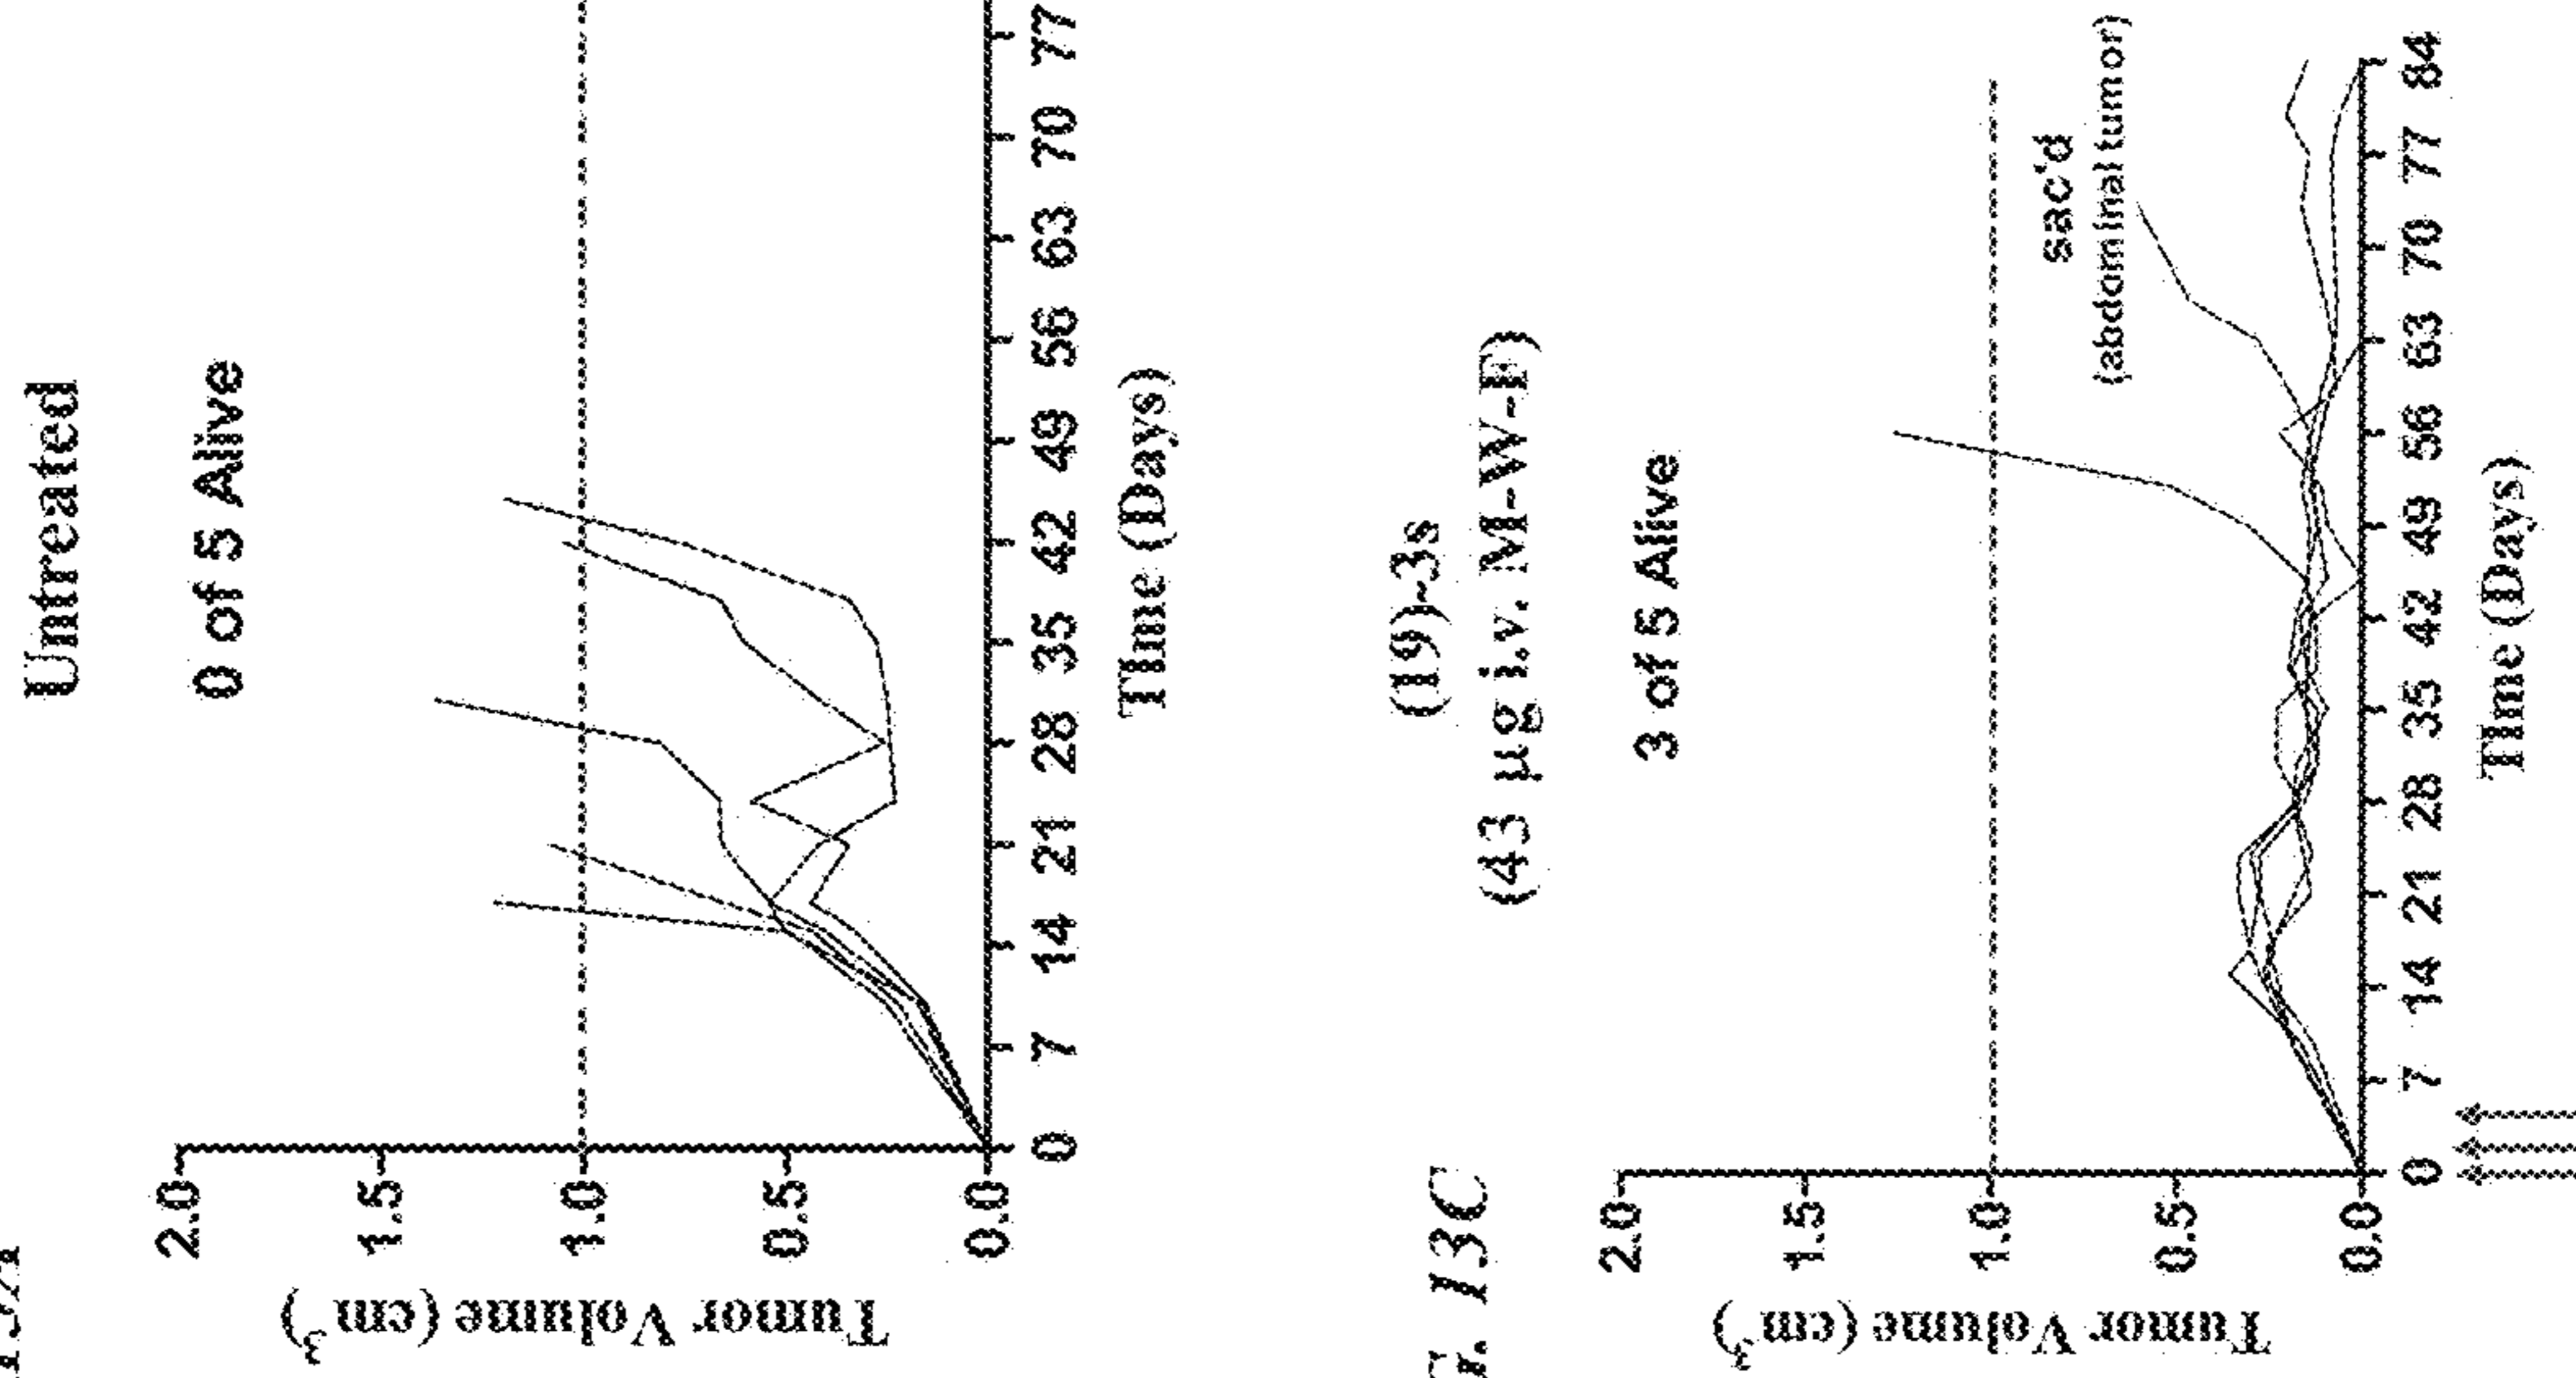 Untreated
0 of 5 Alive
Tumor Volume (cm³)
2.0
1.5
1.0
0.5
0.0
0 7 14 21 28 35 42 49 56 63 70 77
Time (Days)
13C
(19)-3s
(43 µg i.v. M-W-F)
3 of 5 Alive
sac'd
(abdominal tumor)
Tumor Volume (cm³)
2.0
1.5
1.0
0.5
0.0
0 7 14 21 28 35 42 49 56 63 70 77 84
Time (Days)